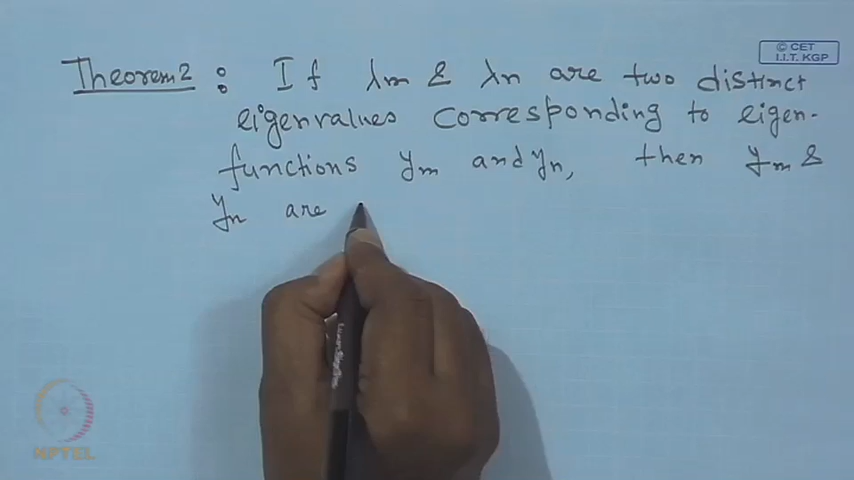 © CET
I.I.T. KGP
Theorem 2 : If λm & λn are two distinct
eigenvalues corresponding to eigen-
functions ym and yn, then ym &
yn are
NPTEL